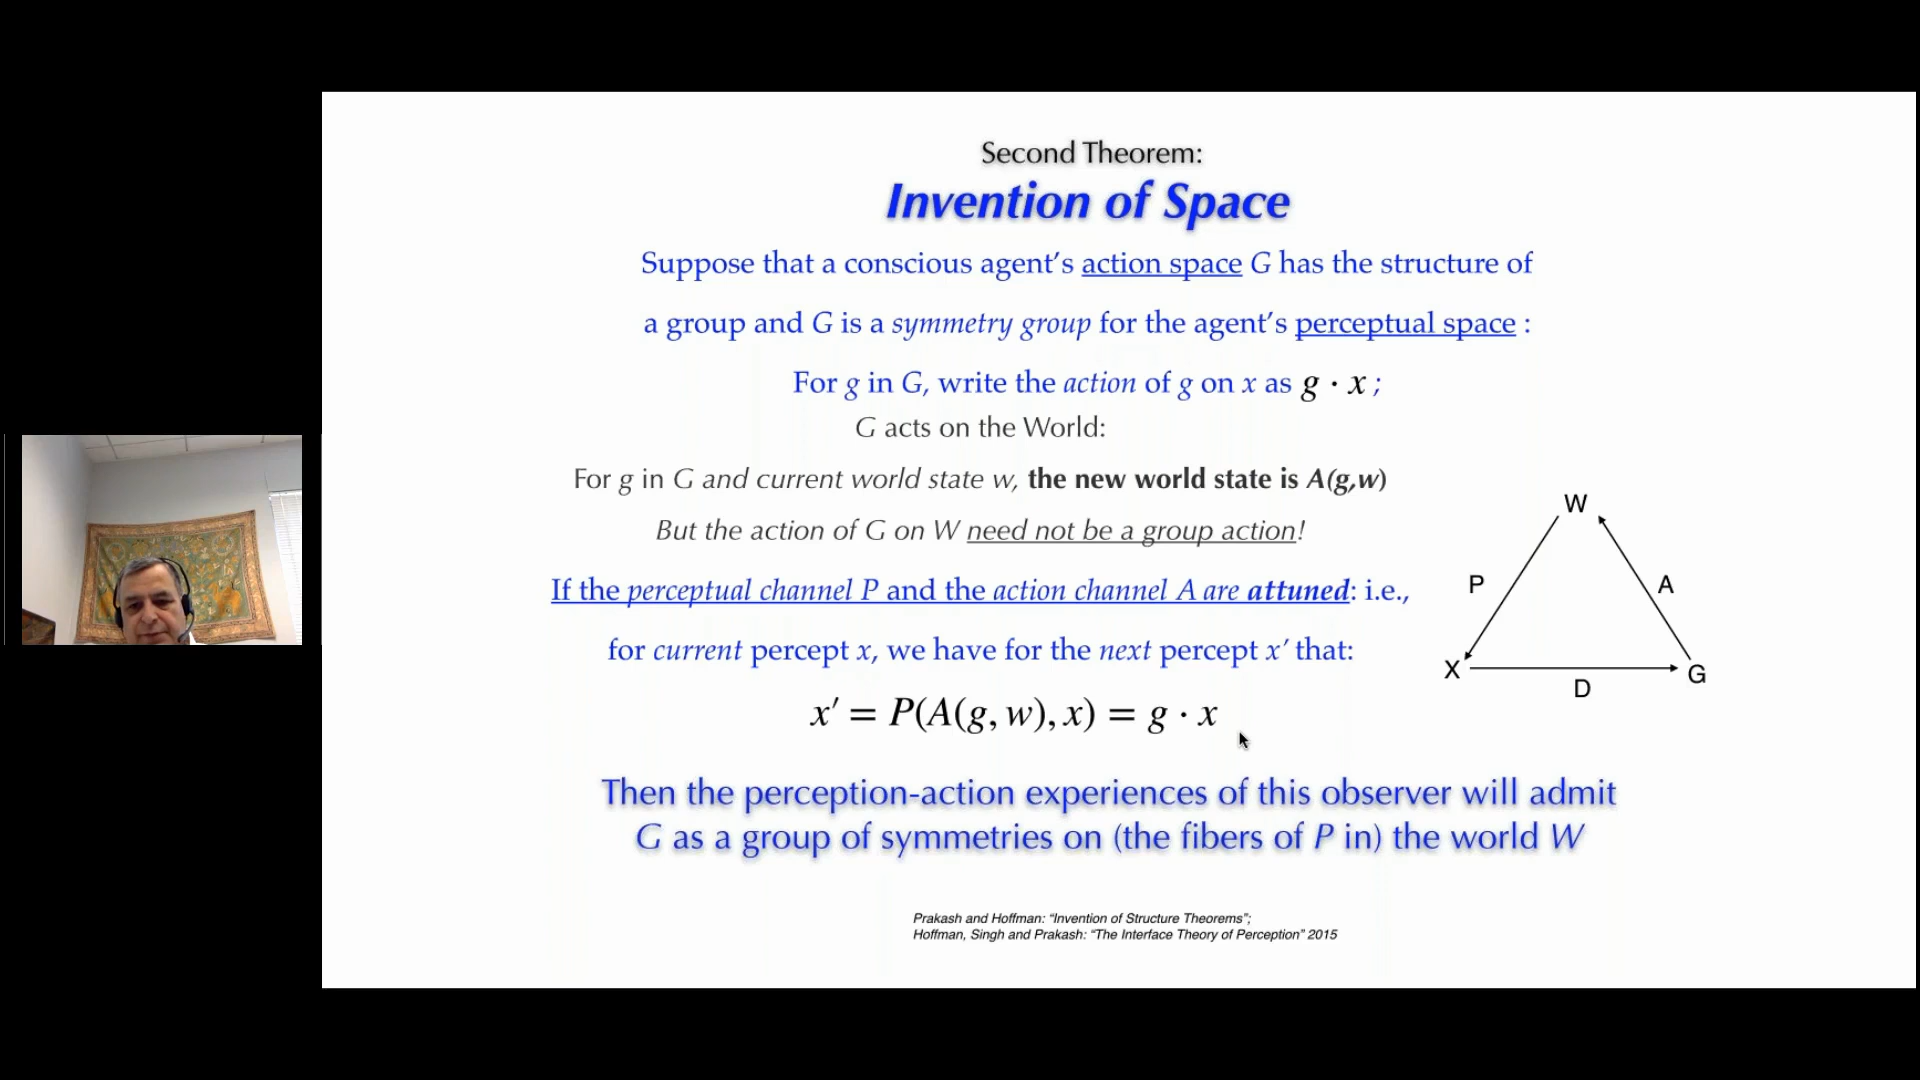 Second Theorem:
Invention of Space
Suppose that a conscious agent's action space G has the structure of
a group and G is a symmetry group for the agent's perceptual space :
For g in G, write the action of g on x as g · x ;
G acts on the World:
For g in G and current world state w, the new world state is A(g,w)
But the action of G on W need not be a group action!
If the perceptual channel P and the action channel A are attuned: i.e.,
for current percept x, we have for the next percept x' that:
x′ = P(A(g, w), x) = g · x
W
P
A
X
G
D
Then the perception-action experiences of this observer will admit
G as a group of symmetries on (the fibers of P in) the world W
Prakash and Hoffman: "Invention of Structure Theorems";
Hoffman, Singh and Prakash: "The Interface Theory of Perception" 2015